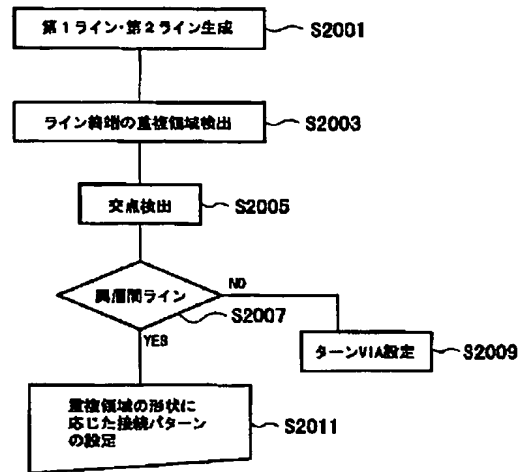 第1ライン・第2ライン生成
S2001
ライン終端の重複領域検出
S2003
交点検出
S2005
異層間ライン
NO
S2007
YES
ターンVIA設定
S2009
重複領域の形状に
応じた接続パターン
の設定
S2011